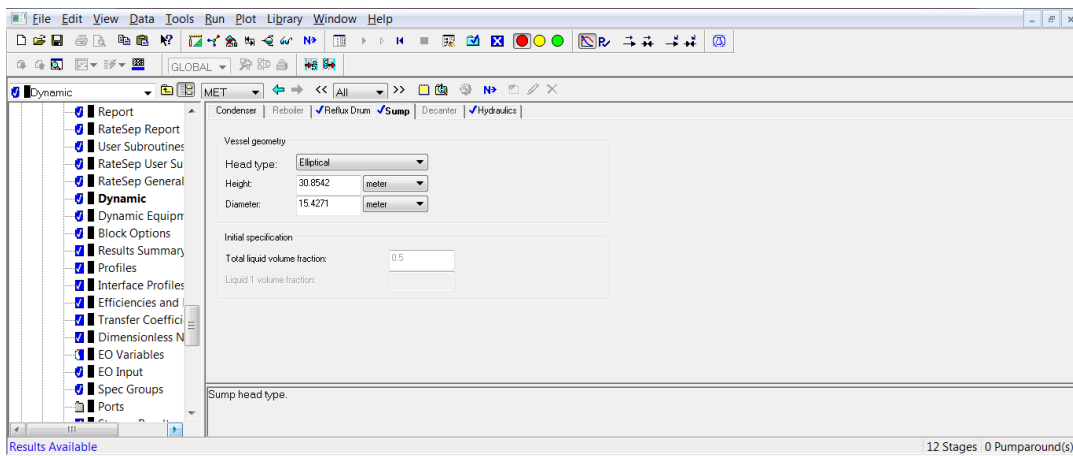 File Edit View Data Tools Run Plot Library Window Help
N>
GLOBAL
Dynamic MET << All >> N>
Report
RateSep Report
User Subroutines
RateSep User Su
RateSep General
Dynamic
Dynamic Equipm
Block Options
Results Summary
Profiles
Interface Profiles
Efficiencies and
Transfer Coeffici
Dimensionless N
EO Variables
EO Input
Spec Groups
Ports
Condenser Reboiler Reflux Drum Sump Decanter Hydraulics
Vessel geometry
Head type: Elliptical
Height: 30.8542 meter
Diameter: 15.4271 meter
Initial specification
Total liquid volume fraction: 0.5
Liquid 1 volume fraction:
Sump head type.
Results Available 12 Stages 0 Pumparound(s)